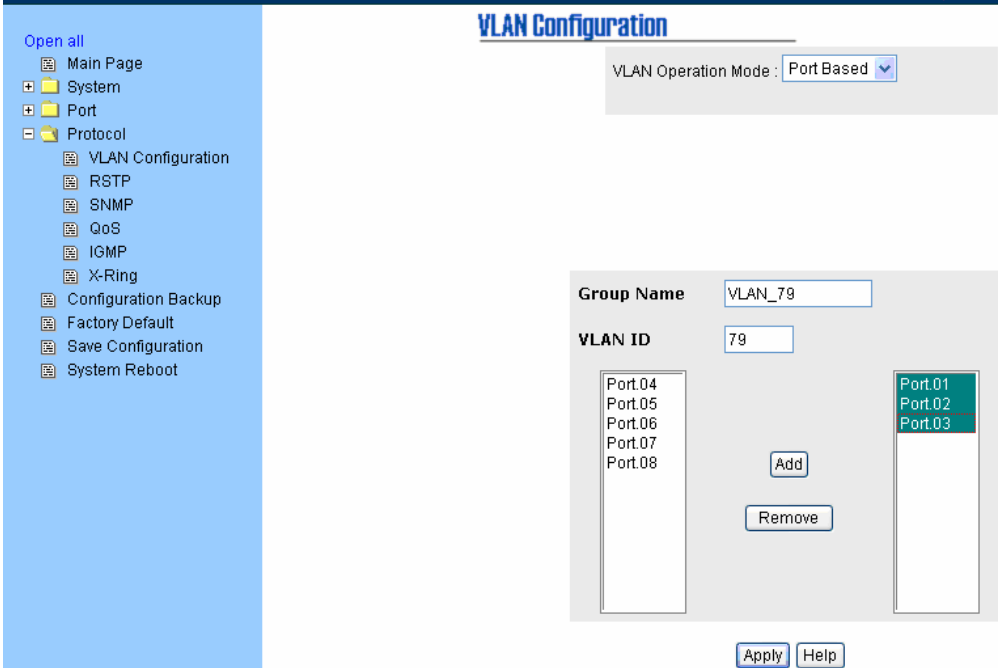 VLAN Configuration
Open all
Main Page
System
Port
Protocol
VLAN Configuration
RSTP
SNMP
QoS
IGMP
X-Ring
Configuration Backup
Factory Default
Save Configuration
System Reboot
VLAN Operation Mode : Port Based
Group Name VLAN_79
VLAN ID 79
Port.04
Port.05
Port.06
Port.07
Port.08
Add
Remove
Port.01
Port.02
Port.03
Apply Help